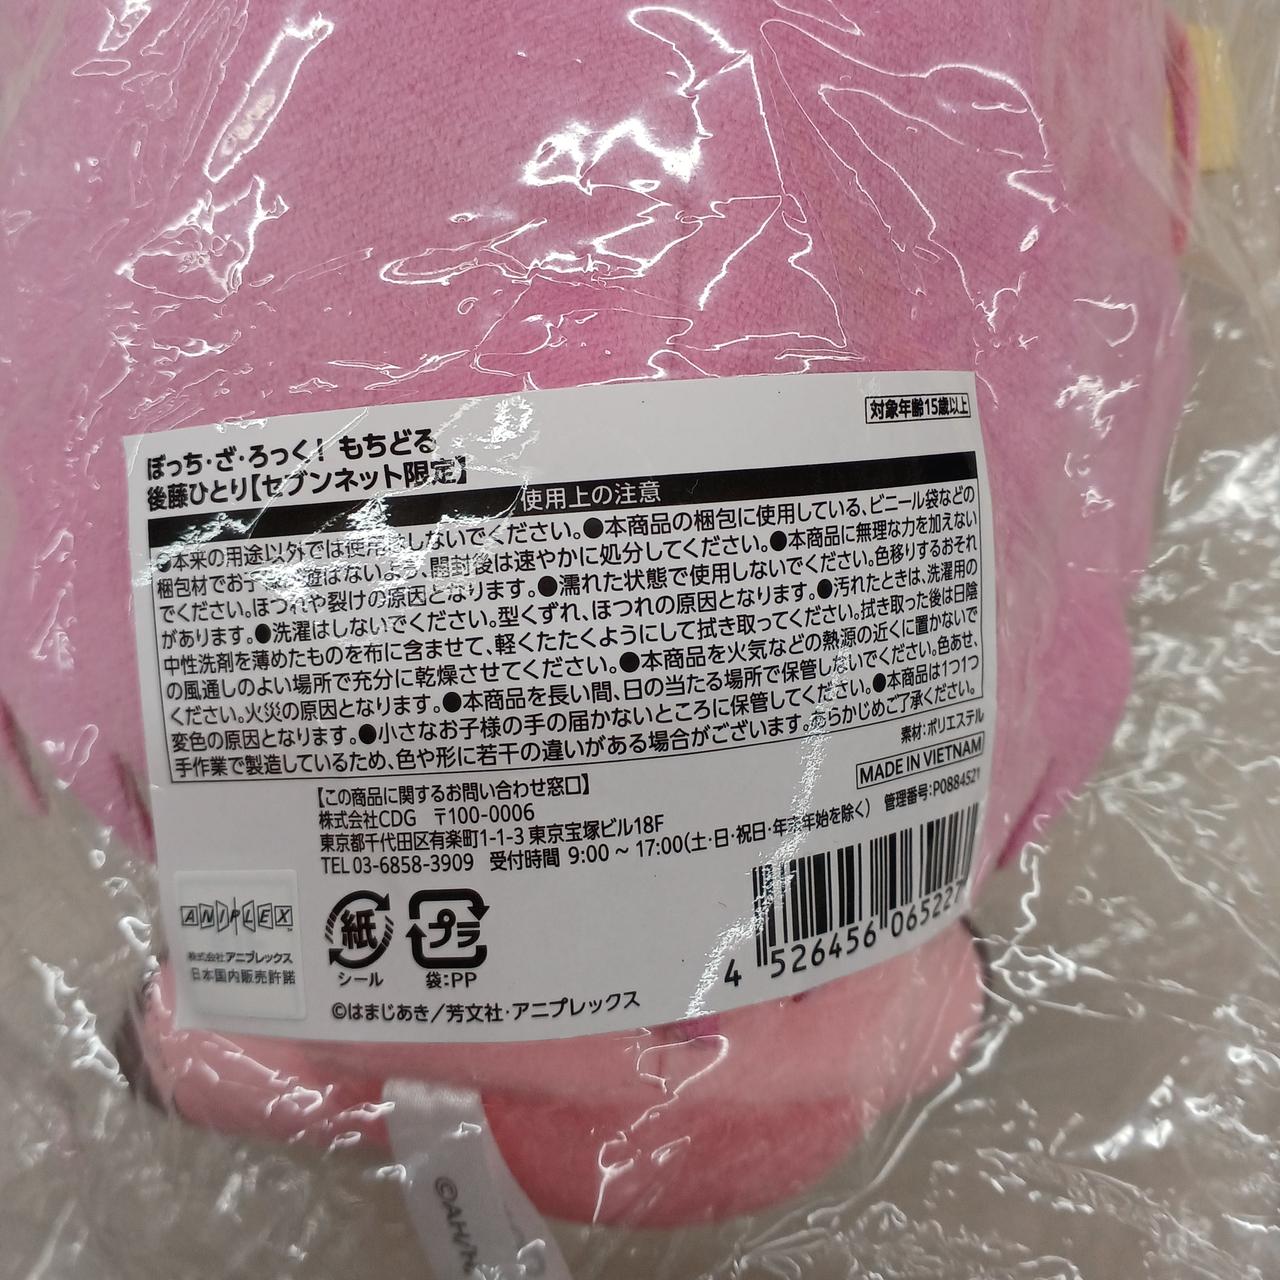 対象年齢15歳以上
ぼっち・ざ・ろっく！ もちどる
後藤ひとり【セブンネット限定】
使用上の注意
●本来の用途以外では使用はしないでください。●本商品の梱包に使用している、ビニール袋などの
梱包材でお子様が遊ばないよう、開封後は速やかに処分してください。●本商品に無理な力を加えない
でください。ほつれや裂けの原因となります。●濡れた状態で使用しないでください。色移りするおそれ
があります。●洗濯はしないでください。型くずれ、ほつれの原因となります。●汚れたときは、洗濯用の
中性洗剤を薄めたものを布に含ませて、軽くたたくようにして拭き取ってください。拭き取った後は日陰
の風通しのよい場所で充分に乾燥させてください。●本商品を火気などの熱源の近くに置かないで
ください。火災の原因となります。●本商品を長い間、日の当たる場所で保管しないでください。色あせ、
変色の原因となります。●小さなお子様の手の届かないところに保管してください。●本商品は1つ1つ
手作業で製造しているため、色や形に若干の違いがある場合がございます。あらかじめご了承ください。
素材:ポリエステル
MADE IN VIETNAM
管理番号:P0884521
【この商品に関するお問い合わせ窓口】
株式会社CDG 〒100-0006
東京都千代田区有楽町1-1-3 東京宝塚ビル18F
TEL 03-6858-3909 受付時間 9:00 ~ 17:00(土・日・祝日・年末年始を除く)
ANIPLEX
株式会社アニプレックス
日本国内販売許諾
紙
シール
プラ
袋:PP
4 526456 065227
©はまじあき/芳文社・アニプレックス
©AH/H